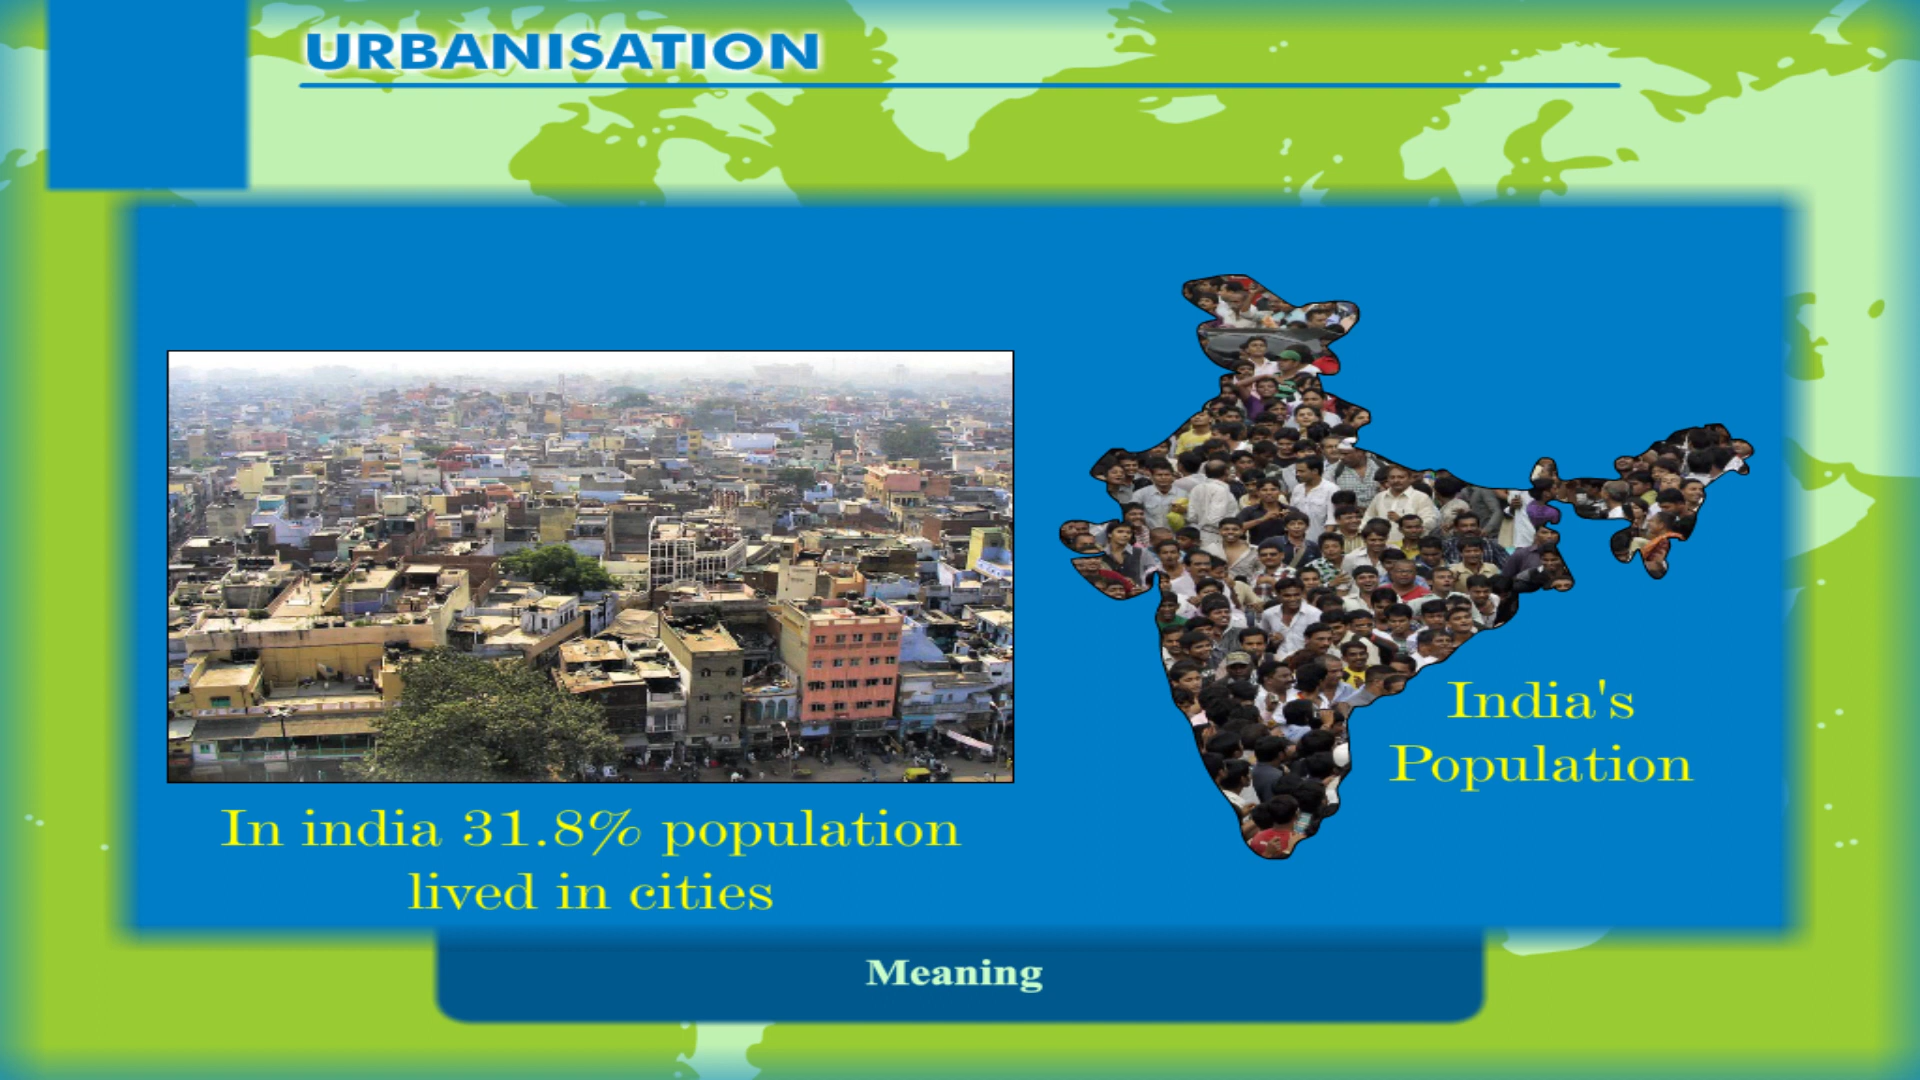 URBANISATION
In india 31.8% population
lived in cities
India's
Population
Meaning